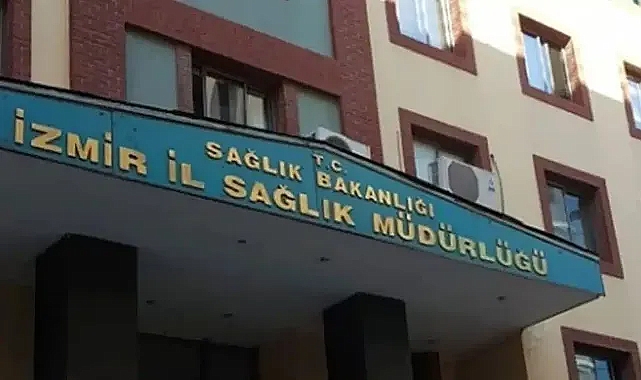 T.C.
SAĞLIK BAKANLIĞI
İZMİR İL SAĞLIK MÜDÜRLÜĞÜ